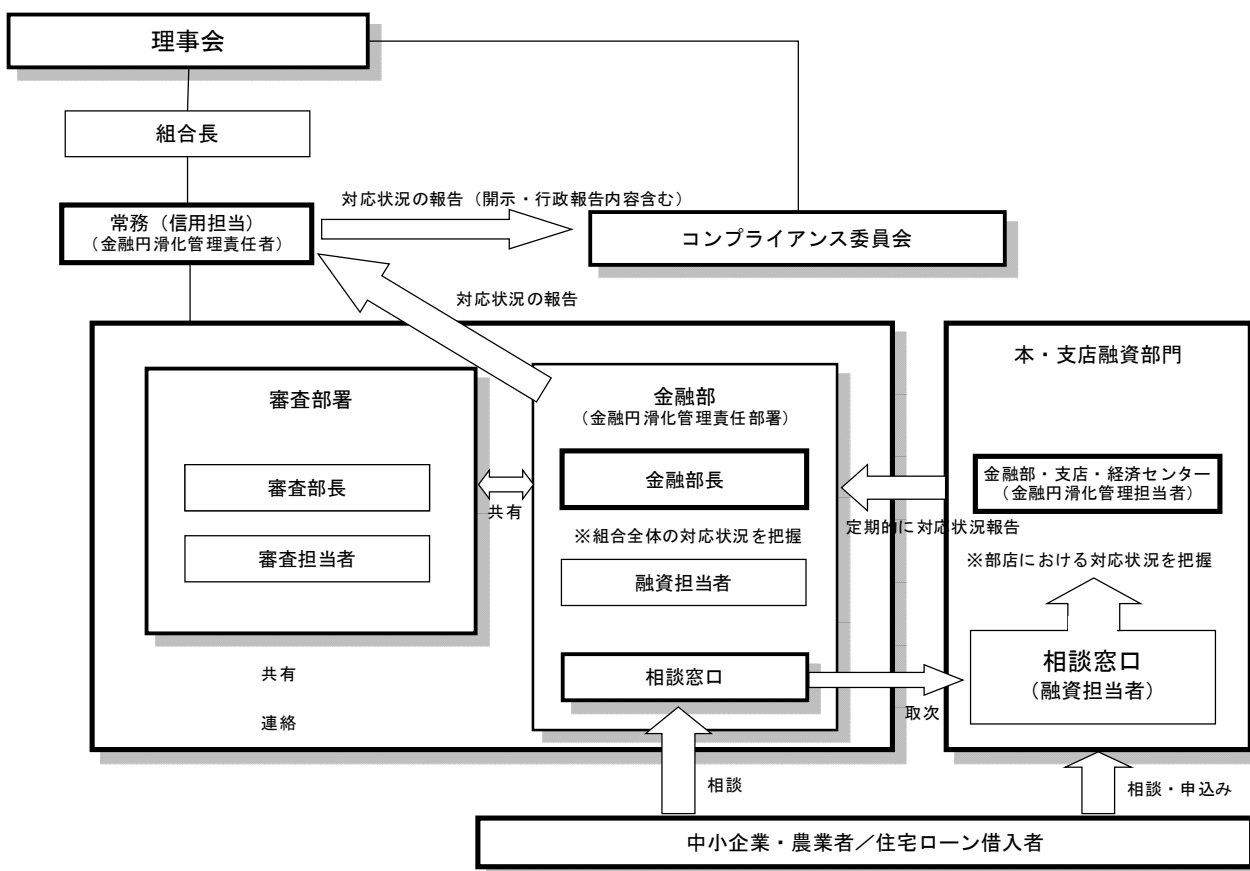 理事会
組合長
対応状況の報告（開示・行政報告内容含む）
常務（信用担当）
（金融円滑化管理責任者）
コンプライアンス委員会
対応状況の報告
本・支店融資部門
審査部署
金融部
（金融円滑化管理責任部署）
審査部長
審査担当者
共有
金融部長
※組合全体の対応状況を把握
融資担当者
金融部・支店・経済センター
（金融円滑化管理担当者）
定期的に対応状況報告
※部店における対応状況を把握
共有
連絡
相談窓口
取次
相談窓口
（融資担当者）
相談
相談・申込み
中小企業・農業者／住宅ローン借入者